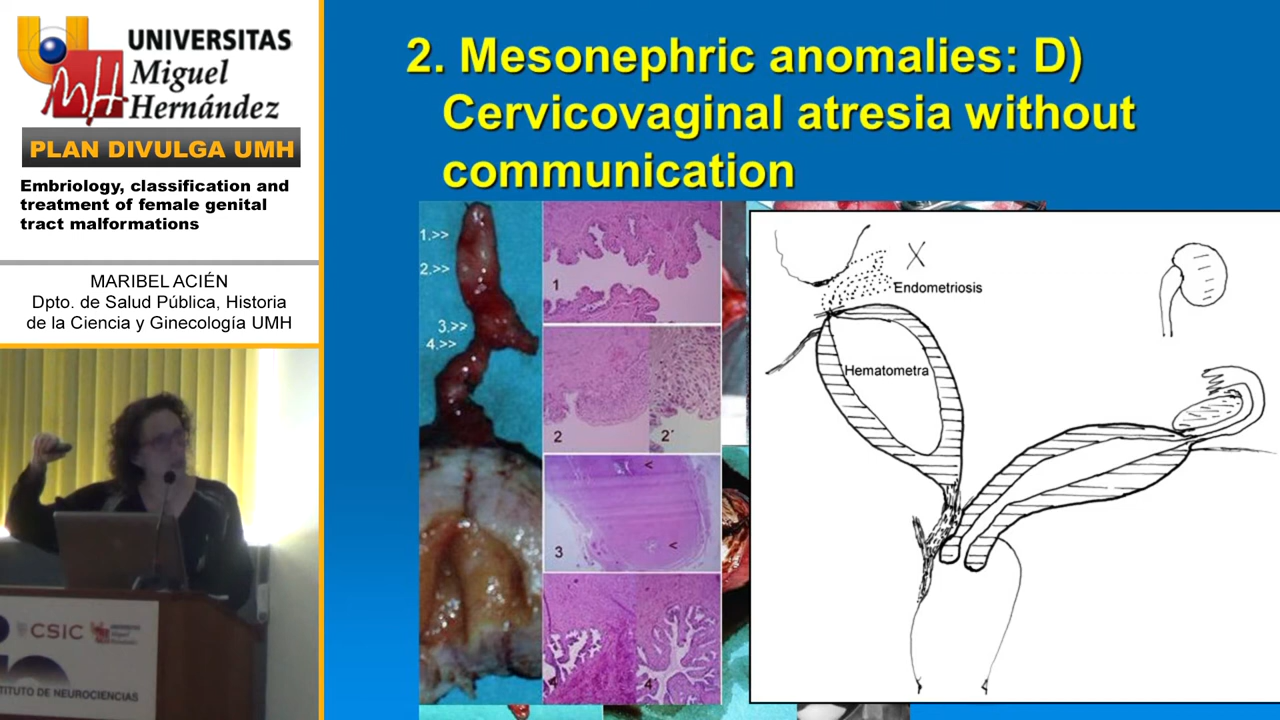 UNIVERSITAS
Miguel
Hernández
PLAN DIVULGA UMH
Embriology, classification and
treatment of female genital
tract malformations
MARIBEL ACIÉN
Dpto. de Salud Pública, Historia
de la Ciencia y Ginecología UMH
2. Mesonephric anomalies: D)
Cervicovaginal atresia without
communication
1.>>
2.>>
3.>>
4.>>
1
2
2´
<
3
<
4
4
X
Endometriosis
Hematometra
CSIC
TITUTO DE NEUROCIENCIAS